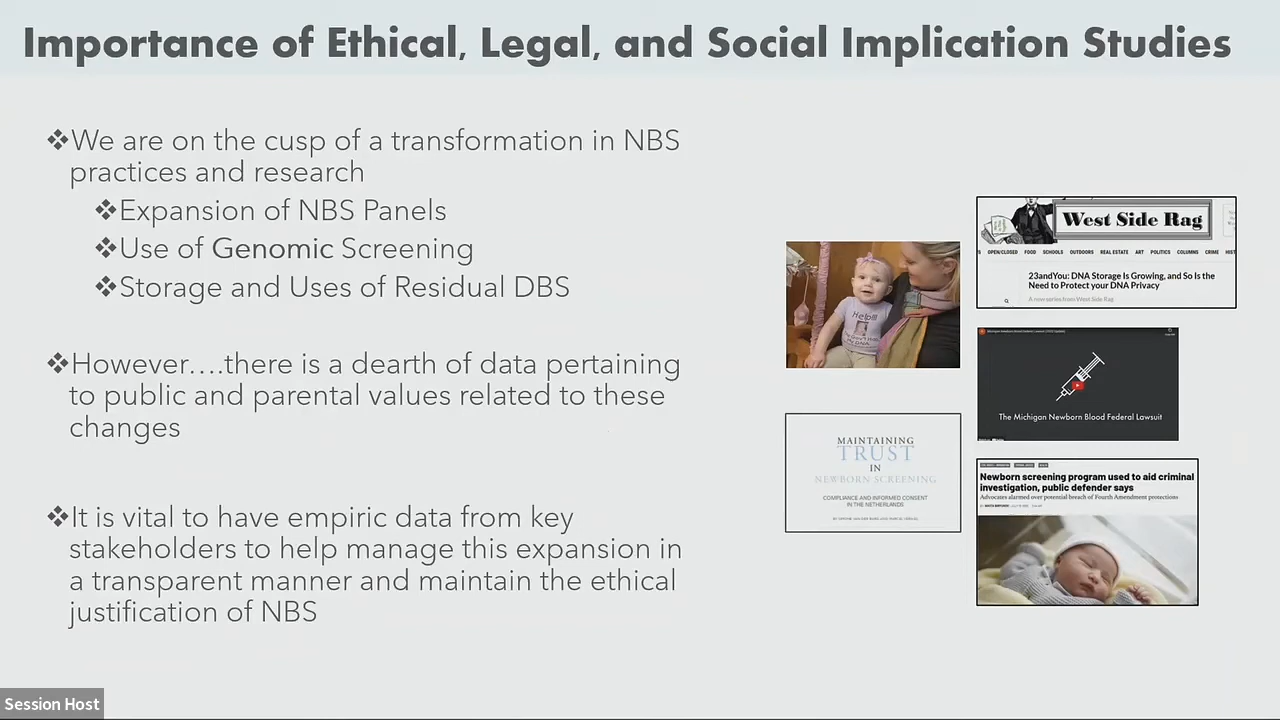 Importance of Ethical, Legal, and Social Implication Studies
❖We are on the cusp of a transformation in NBS
practices and research
❖Expansion of NBS Panels
❖Use of Genomic Screening
❖Storage and Uses of Residual DBS
❖However....there is a dearth of data pertaining
to public and parental values related to these
changes
❖It is vital to have empiric data from key
stakeholders to help manage this expansion in
a transparent manner and maintain the ethical
justification of NBS
West Side Rag
OPEN/CLOSED FOOD SCHOOLS OUTDOORS REAL ESTATE ART POLITICS COLUMNS CRIME
23andYou: DNA Storage Is Growing, and So Is the
Need to Protect your DNA Privacy
A new series from West Side Rag
Help!!!
DNA
The Michigan Newborn Blood Federal Lawsuit
MAINTAINING
TRUST
IN
NEWBORN SCREENING
COMPLIANCE AND INFORMED CONSENT
IN THE NETHERLANDS
Newborn screening program used to aid criminal
investigation, public defender says
Advocates alarmed over potential breach of Fourth Amendment protections
Session Host